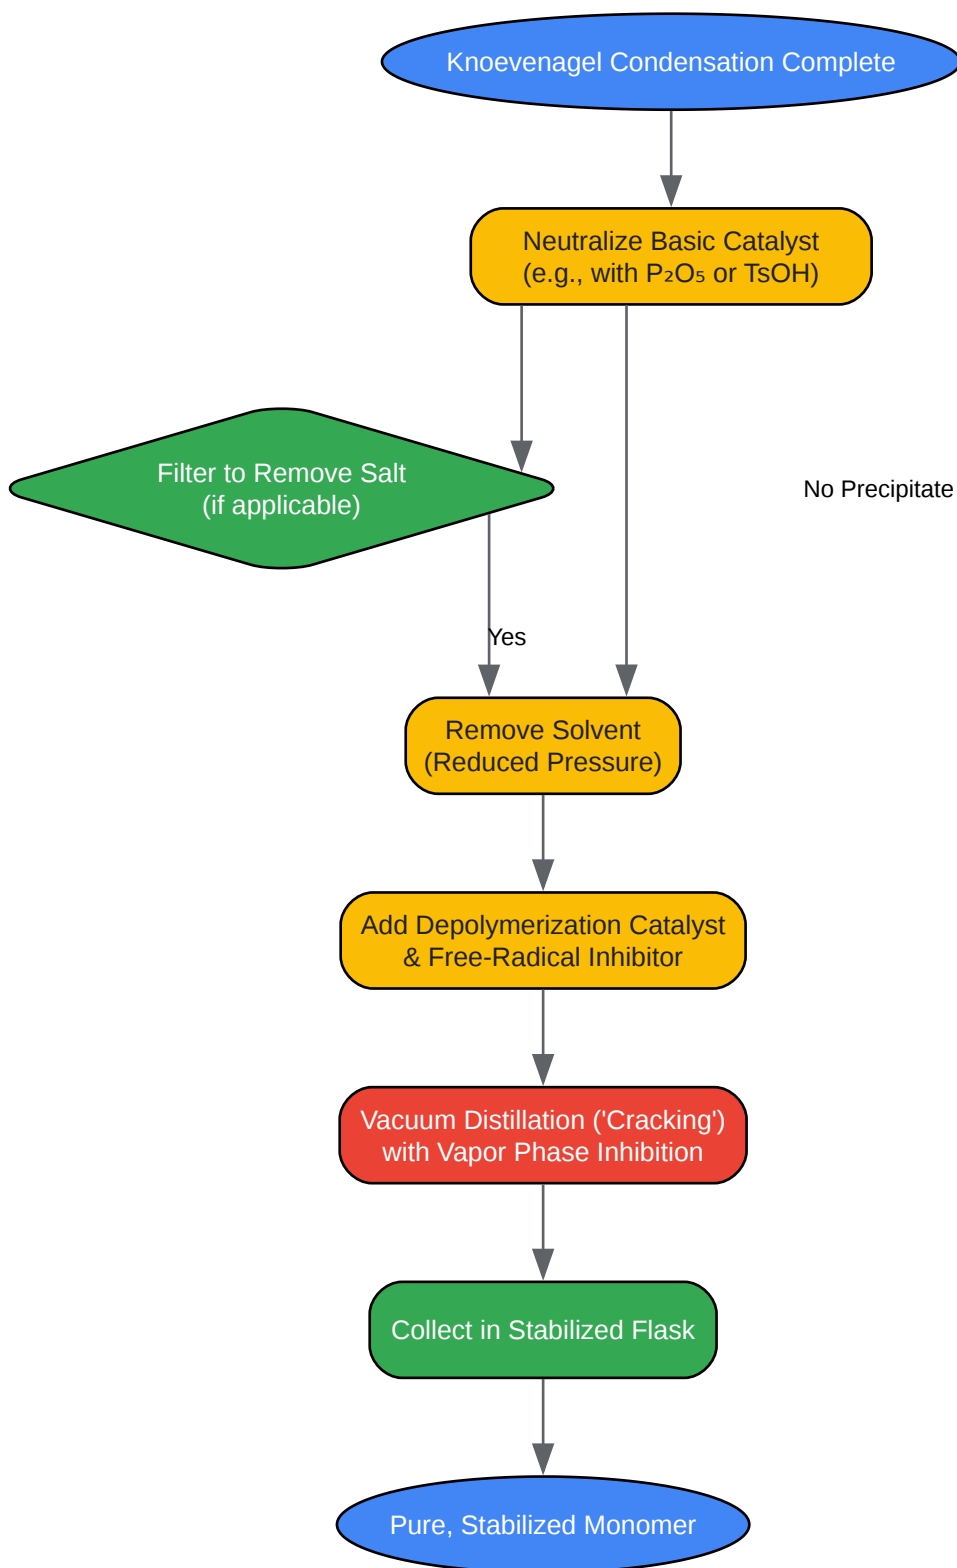 Knoevenagel Condensation Complete
Neutralize Basic Catalyst
(e.g., with P₂O₅ or TsOH)
Filter to Remove Salt
(if applicable)
No Precipitate
Yes
Remove Solvent
(Reduced Pressure)
Add Depolymerization Catalyst
& Free-Radical Inhibitor
Vacuum Distillation ('Cracking')
with Vapor Phase Inhibition
Collect in Stabilized Flask
Pure, Stabilized Monomer